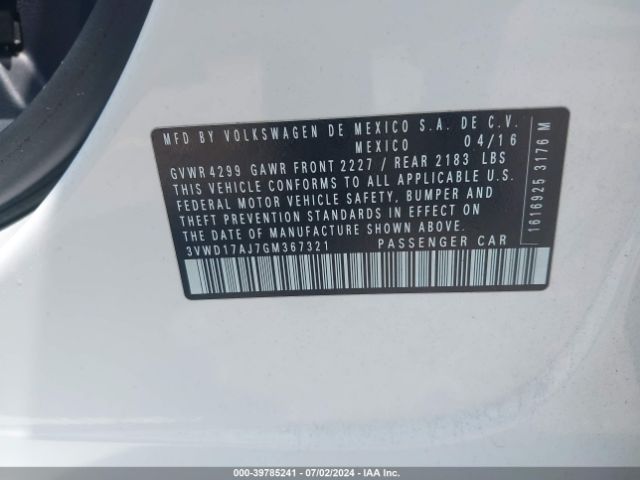 MFD BY VOLKSWAGEN DE MEXICO S.A. DE C.V.
MEXICO 04/16
GVWR 4299 GAWR FRONT 2227 / REAR 2183 LBS
THIS VEHICLE CONFORMS TO ALL APPLICABLE U.S.
FEDERAL MOTOR VEHICLE SAFETY, BUMPER AND
THEFT PREVENTION STANDARDS IN EFFECT ON
THE DATE OF MANUFACTURE SHOWN ABOVE.
3VWD17AJ7GM367321 PASSENGER CAR
1616925 3176 M
000-39785241 / 07/02/2024 - IAA Inc.